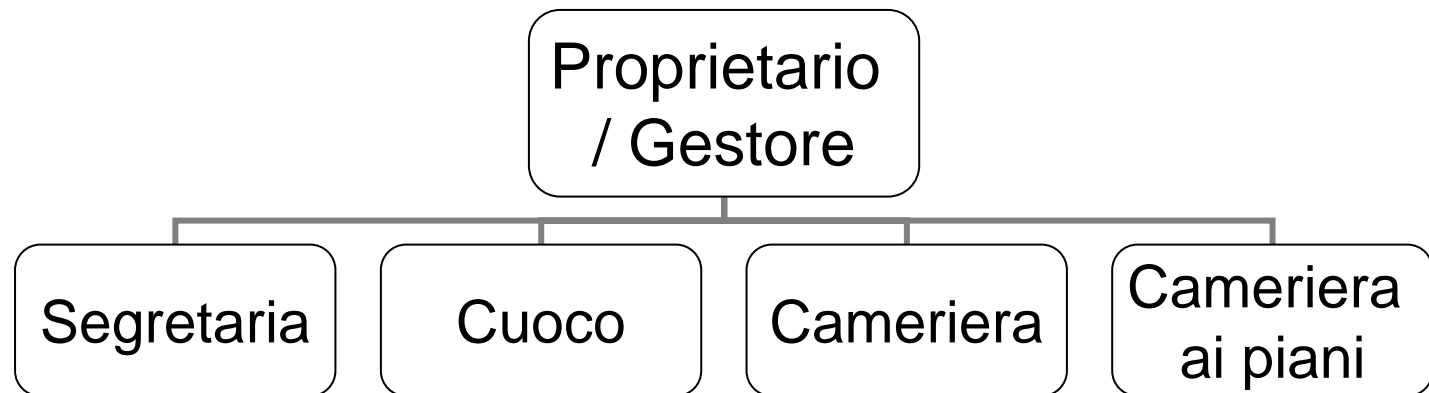 Proprietario
/ Gestore
Segretaria
Cuoco
Cameriera
Cameriera
ai piani